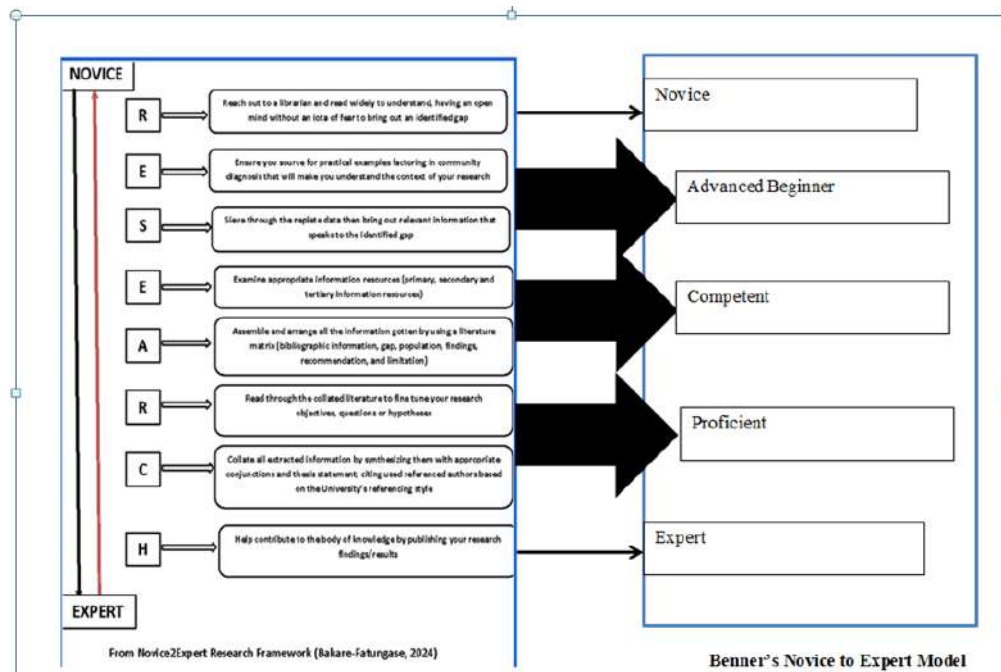 NOVICE
R
Reach out to a librarian and read widely to understand, having an open
mind without an iota of fear to bring out an identified gap
E
Ensure you source for practical examples factoring in community
diagnosis that will make you understand the context of your research
S
Sieve through the replete data then bring out relevant information that
speaks to the identified gap
E
Examine appropriate information resources (primary, secondary and
tertiary information resources)
A
Assemble and arrange all the information gotten by using a literature
matrix (bibliographic information, gap, population, findings,
recommendation, and limitation)
R
Read through the collated literature to fine tune your research
objectives, questions or hypotheses
C
Collate all extracted information by synthesizing them with appropriate
conjunctions and thesis statement; citing used referenced authors based
on the University's referencing style
H
Help contribute to the body of knowledge by publishing your research
findings/results
EXPERT
From Novice2Expert Research Framework (Bakare-Fatungase, 2024)
Novice
Advanced Beginner
Competent
Proficient
Expert
Benner's Novice to Expert Model